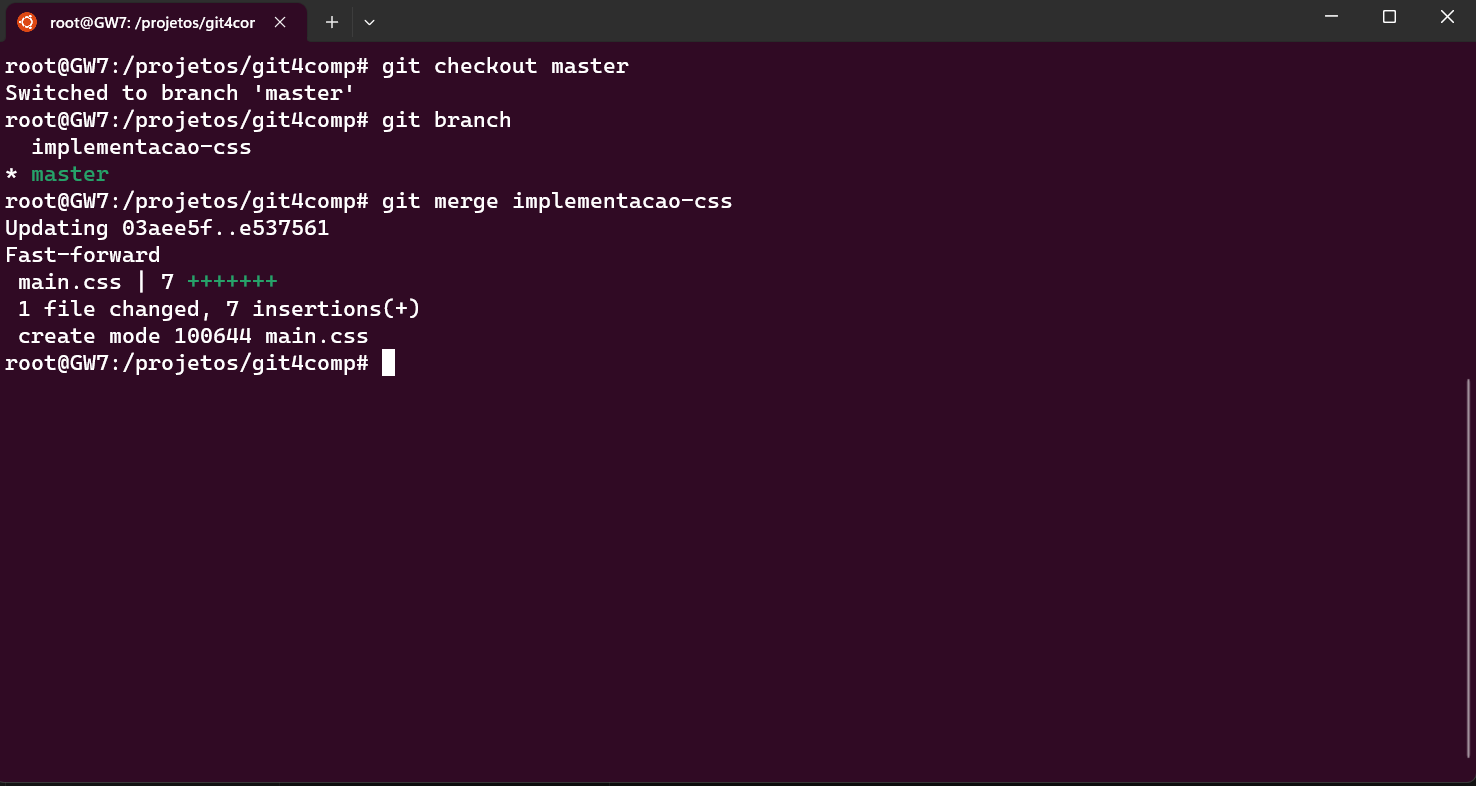 root@GW7: /projetos/git4cor
root@GW7:/projetos/git4comp# git checkout master
Switched to branch 'master'
root@GW7:/projetos/git4comp# git branch
  implementacao-css
* master
root@GW7:/projetos/git4comp# git merge implementacao-css
Updating 03aee5f..e537561
Fast-forward
 main.css | 7 +++++++
 1 file changed, 7 insertions(+)
 create mode 100644 main.css
root@GW7:/projetos/git4comp#